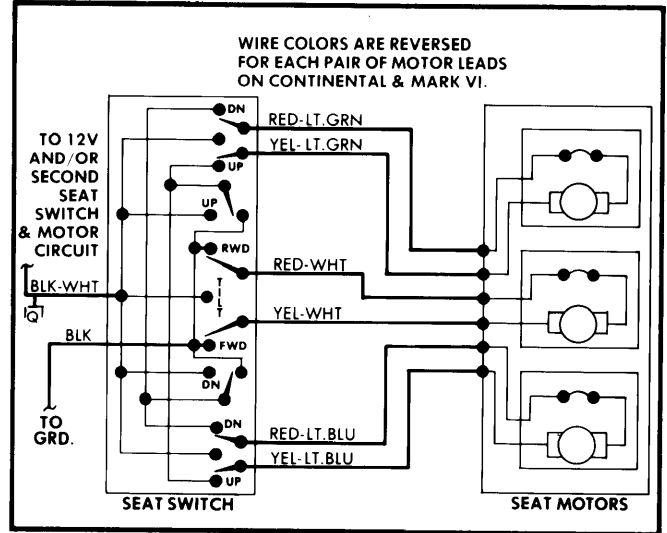 WIRE COLORS ARE REVERSED
FOR EACH PAIR OF MOTOR LEADS
ON CONTINENTAL & MARK VI.
TO 12V
AND/OR
SECOND
SEAT
SWITCH
& MOTOR
CIRCUIT
BLK-WHT
Q
BLK
TO
GRD.
DN
UP
UP
RWD
TILT
FWD
DN
DN
UP
SEAT SWITCH
RED-LT.GRN
YEL-LT.GRN
RED-WHT
YEL-WHT
RED-LT.BLU
YEL-LT.BLU
SEAT MOTORS